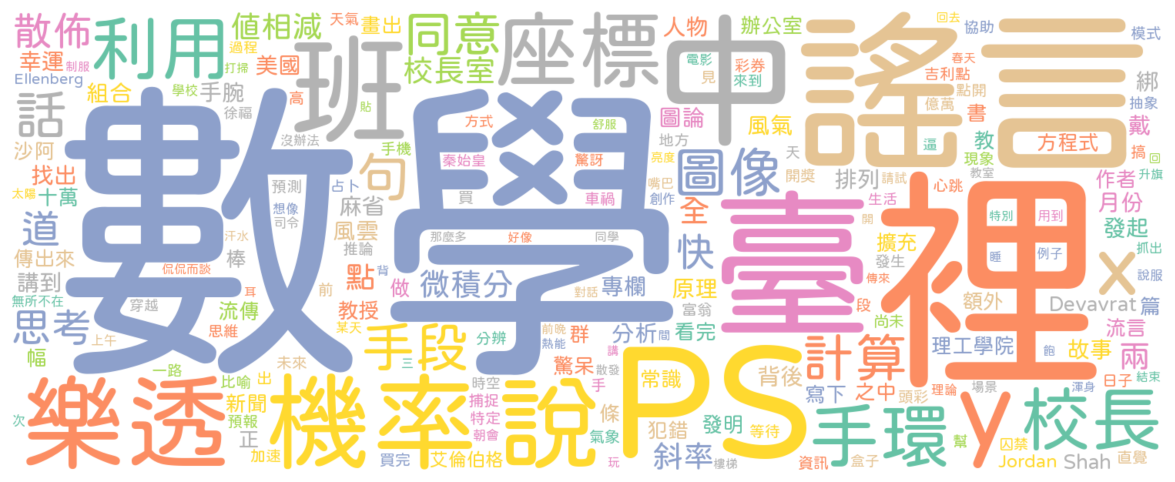 散佈
利用
值相減
天氣
畫出
同意
座標
中
人物
辦公室
謠言
回去
協助
模式
幸運
過程
制服
打掃
美國
班
校長室
電影
見
彩券
來到
春天
吉利點
點開
綁
Ellenberg
組合
學校
手腕
高
貼
億萬
書
抽象
話
徐福
沒辦法
手機
方式
舒服
圖論
地方
風氣
天
教
逼
方程式
戴
搞
沙阿
數學
秦始皇
驚訝
亮度
開獎
現象
教室
回
找出
句
圖像
排列
請試
心跳
升旗
太陽
十萬
預測
占卜
麻省
買
車禍
嘴巴
創作
全
臺
生活
裡
作者
月份
道
想像
司令
風雲
那麼多
好像
同學
快
開
特別
用到
發起
抓出
傳出來
汗水
棒
推論
擴充
x
說服
講到
侃侃而談
點
背
微積分
專欄
原理
發生
傳來
睡
例子
無所不在
穿越
耳
前
做
對話
富翁
段
額外
Devavrat
篇
思考
流傳
思維
教授
某天
手段
分辨
前晚
熱能
群
分析
間
看完
尚未
流言
上午
幅
一路
未來
三
驚呆
講
散發
計算
理工學院
飽
故事
兩
樂透
比喻
出
機率
時空
說
手
PS
常識
背後
寫下
之中
頭彩
理論
場景
日子
結束
渾身
新聞
捕捉
條
y
校長
次
預報
正
特定
朝會
氣象
犯錯
發明
等待
手環
幫
囚禁
加速
買完
艾倫伯格
玩
斜率
樓梯
資訊
盒子
Jordan
Shah
直覺